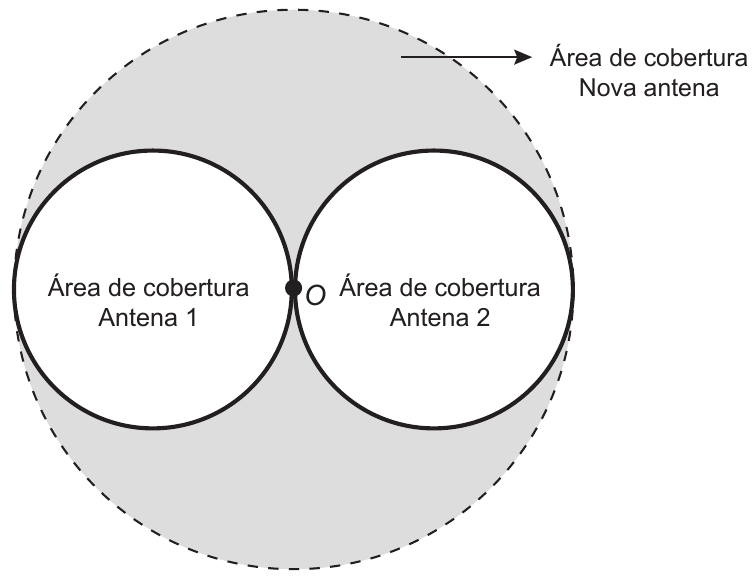 Área de cobertura
Nova antena
Área de cobertura
Antena 1
O
Área de cobertura
Antena 2